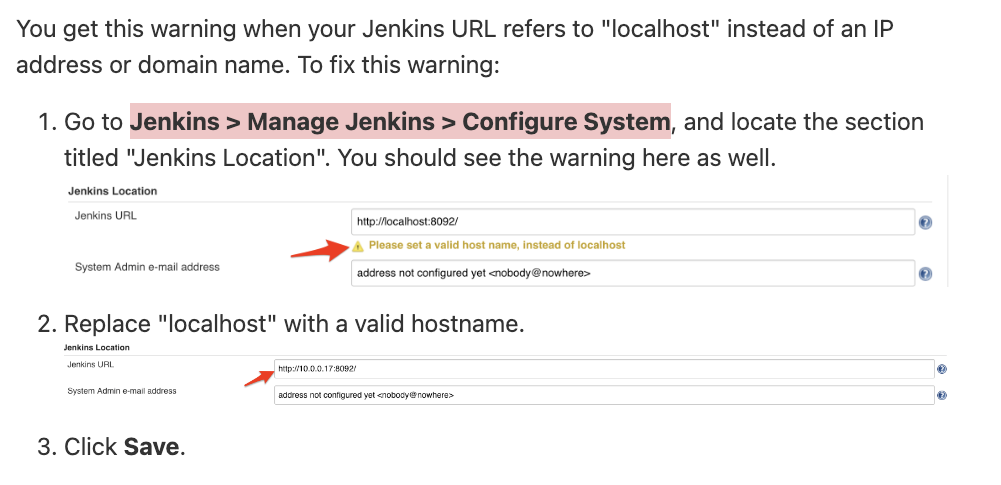 You get this warning when your Jenkins URL refers to "localhost" instead of an IP
address or domain name. To fix this warning:
1. Go to Jenkins > Manage Jenkins > Configure System, and locate the section
titled "Jenkins Location". You should see the warning here as well.
Jenkins Location
Jenkins URL
http://localhost:8092/
Please set a valid host name, instead of localhost
System Admin e-mail address
address not configured yet <nobody@nowhere>
2. Replace "localhost" with a valid hostname.
Jenkins Location
Jenkins URL
http://10.0.0.17:8092/
System Admin e-mail address
address not configured yet <nobody@nowhere>
3. Click Save.